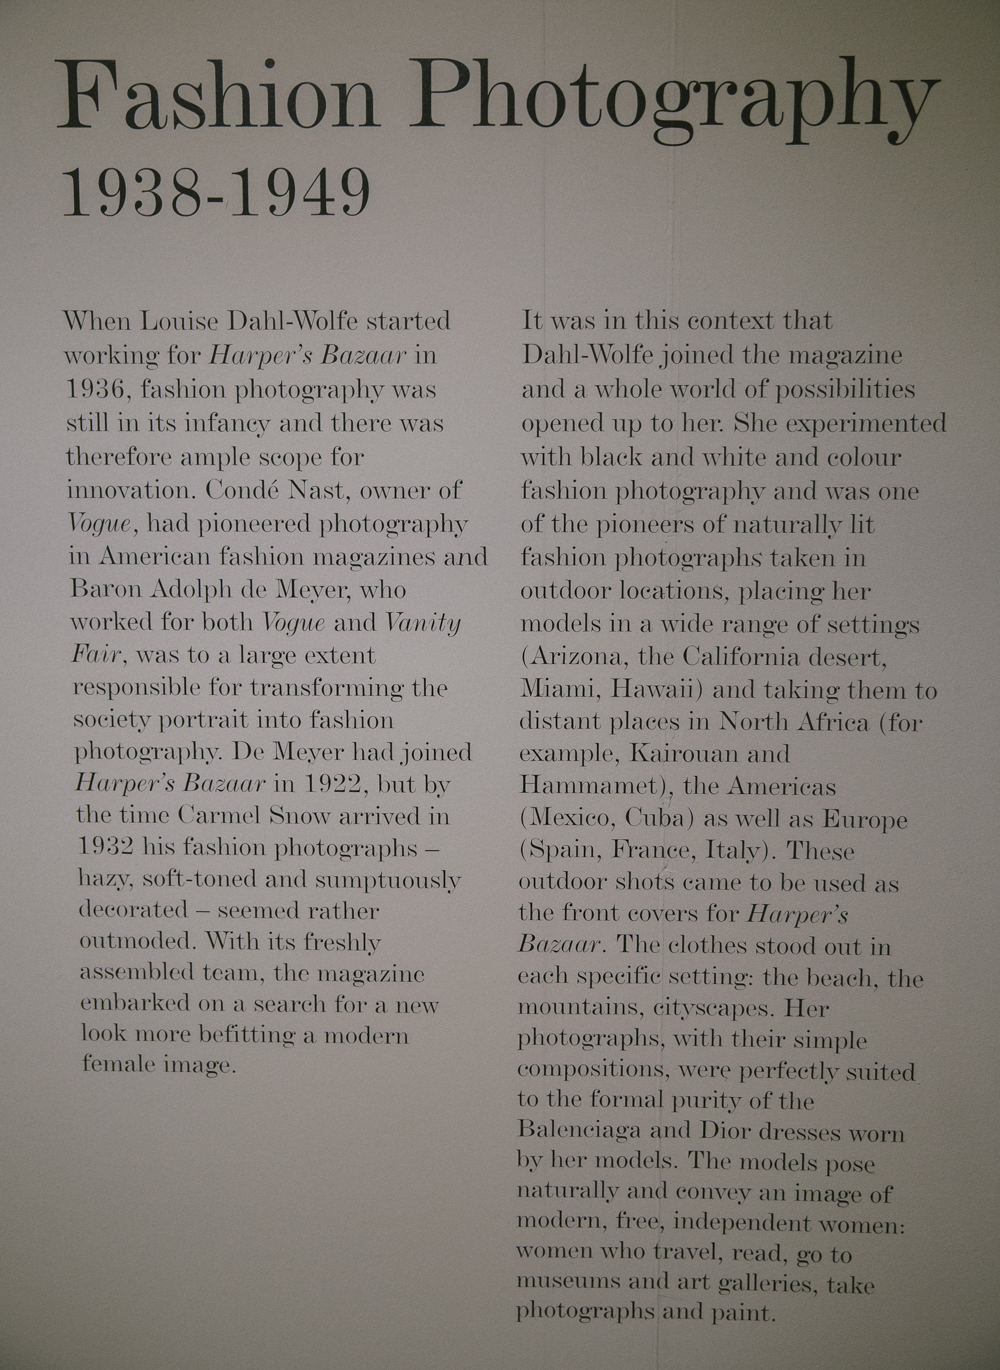 Fashion Photography
1938-1949
When Louise Dahl-Wolfe started
working for Harper's Bazaar in
1936, fashion photography was
still in its infancy and there was
therefore ample scope for
innovation. Condé Nast, owner of
Vogue, had pioneered photography
in American fashion magazines and
Baron Adolph de Meyer, who
worked for both Vogue and Vanity
Fair, was to a large extent
responsible for transforming the
society portrait into fashion
photography. De Meyer had joined
Harper's Bazaar in 1922, but by
the time Carmel Snow arrived in
1932 his fashion photographs –
hazy, soft-toned and sumptuously
decorated – seemed rather
outmoded. With its freshly
assembled team, the magazine
embarked on a search for a new
look more befitting a modern
female image.
It was in this context that
Dahl-Wolfe joined the magazine
and a whole world of possibilities
opened up to her. She experimented
with black and white and colour
fashion photography and was one
of the pioneers of naturally lit
fashion photographs taken in
outdoor locations, placing her
models in a wide range of settings
(Arizona, the California desert,
Miami, Hawaii) and taking them to
distant places in North Africa (for
example, Kairouan and
Hammamet), the Americas
(Mexico, Cuba) as well as Europe
(Spain, France, Italy). These
outdoor shots came to be used as
the front covers for Harper's
Bazaar. The clothes stood out in
each specific setting: the beach, the
mountains, cityscapes. Her
photographs, with their simple
compositions, were perfectly suited
to the formal purity of the
Balenciaga and Dior dresses worn
by her models. The models pose
naturally and convey an image of
modern, free, independent women:
women who travel, read, go to
museums and art galleries, take
photographs and paint.